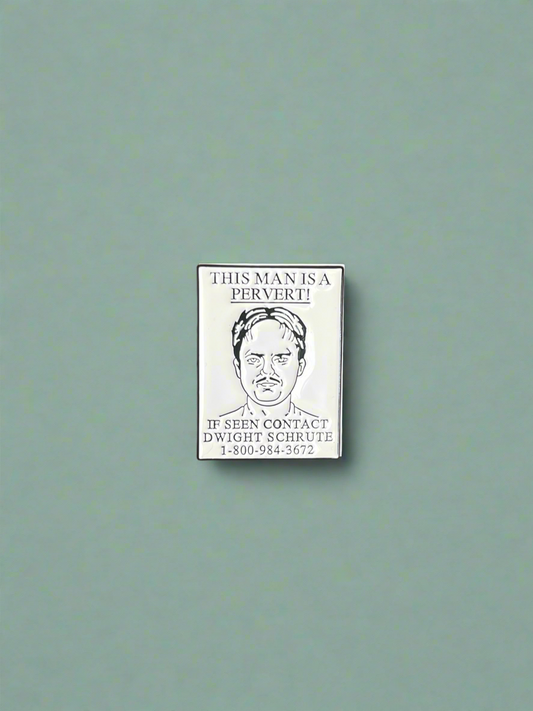 THIS MAN IS A
PERVERT!
IF SEEN CONTACT
DWIGHT SCHRUTE
1-800-984-3672